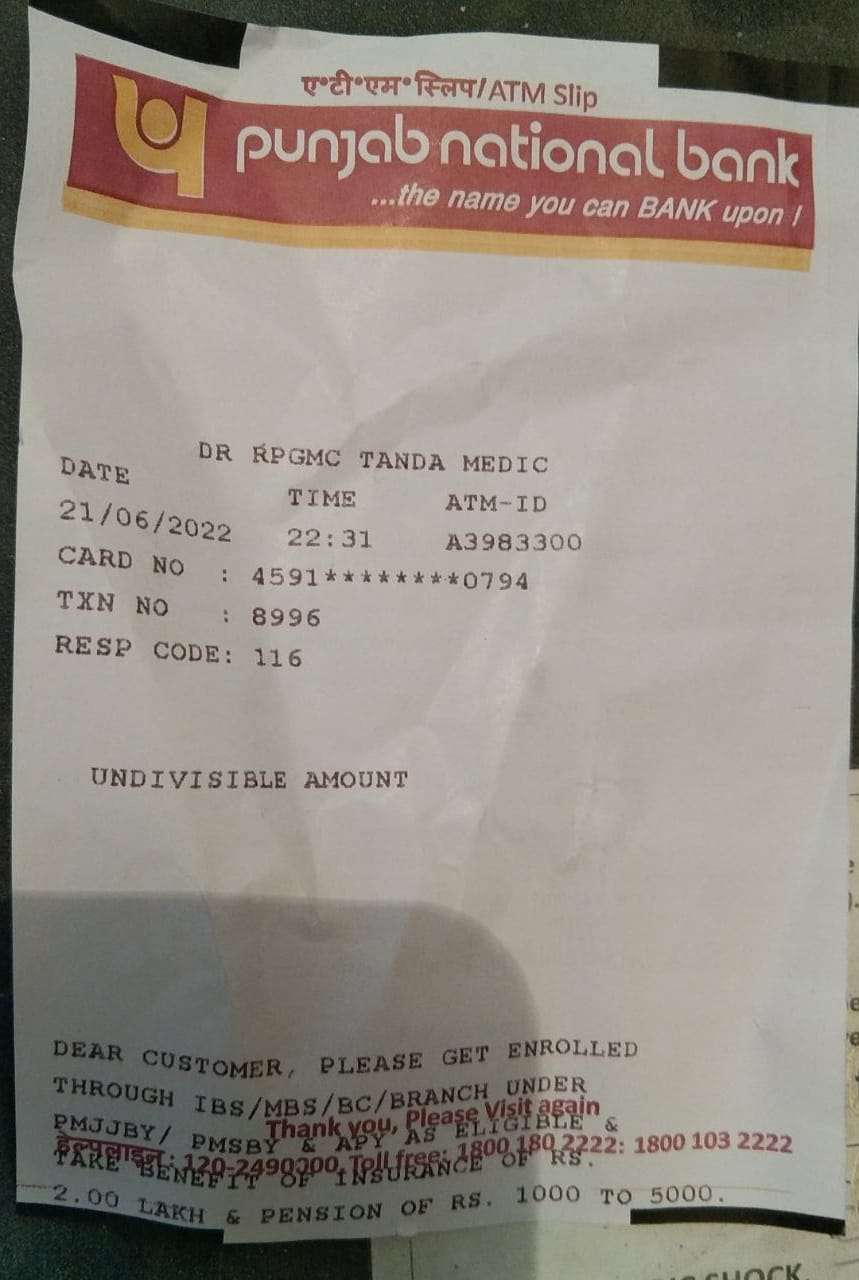 ए॰टी॰एम॰ स्लिप/ATM Slip
punjab national bank
...the name you can BANK upon !
DR RPGMC TANDA MEDIC
DATE TIME ATM-ID
21/06/2022 22:31 A3983300
CARD NO : 4591********0794
TXN NO : 8996
RESP CODE: 116
UNDIVISIBLE AMOUNT
DEAR CUSTOMER, PLEASE GET ENROLLED
THROUGH IBS/MBS/BC/BRANCH UNDER
Thank you, Please Visit again
PMJJBY/ PMSBY & APY AS ELIGIBLE &
हेल्पलाइन : 120-2490000, Toll free: 1800 180 2222: 1800 103 2222
TAKE BENEFIT OF INSURANCE OF RS.
2.00 LAKH & PENSION OF RS. 1000 TO 5000.
SHOCK